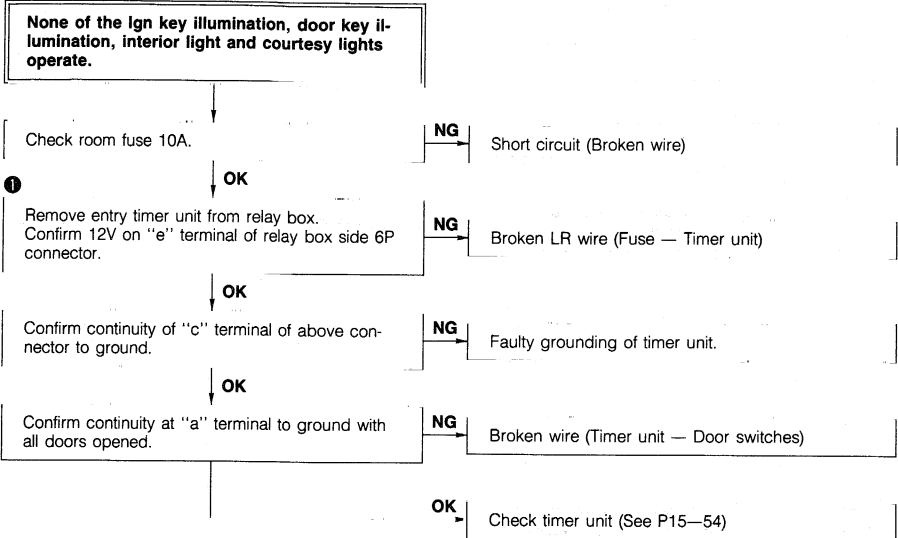 None of the Ign key illumination, door key il-
lumination, interior light and courtesy lights
operate.
Check room fuse 10A.
NG
Short circuit (Broken wire)
OK
1
Remove entry timer unit from relay box.
Confirm 12V on "e" terminal of relay box side 6P
connector.
NG
Broken LR wire (Fuse — Timer unit)
OK
Confirm continuity of "c" terminal of above con-
nector to ground.
NG
Faulty grounding of timer unit.
OK
Confirm continuity at "a" terminal to ground with
all doors opened.
NG
Broken wire (Timer unit — Door switches)
OK
Check timer unit (See P15—54)